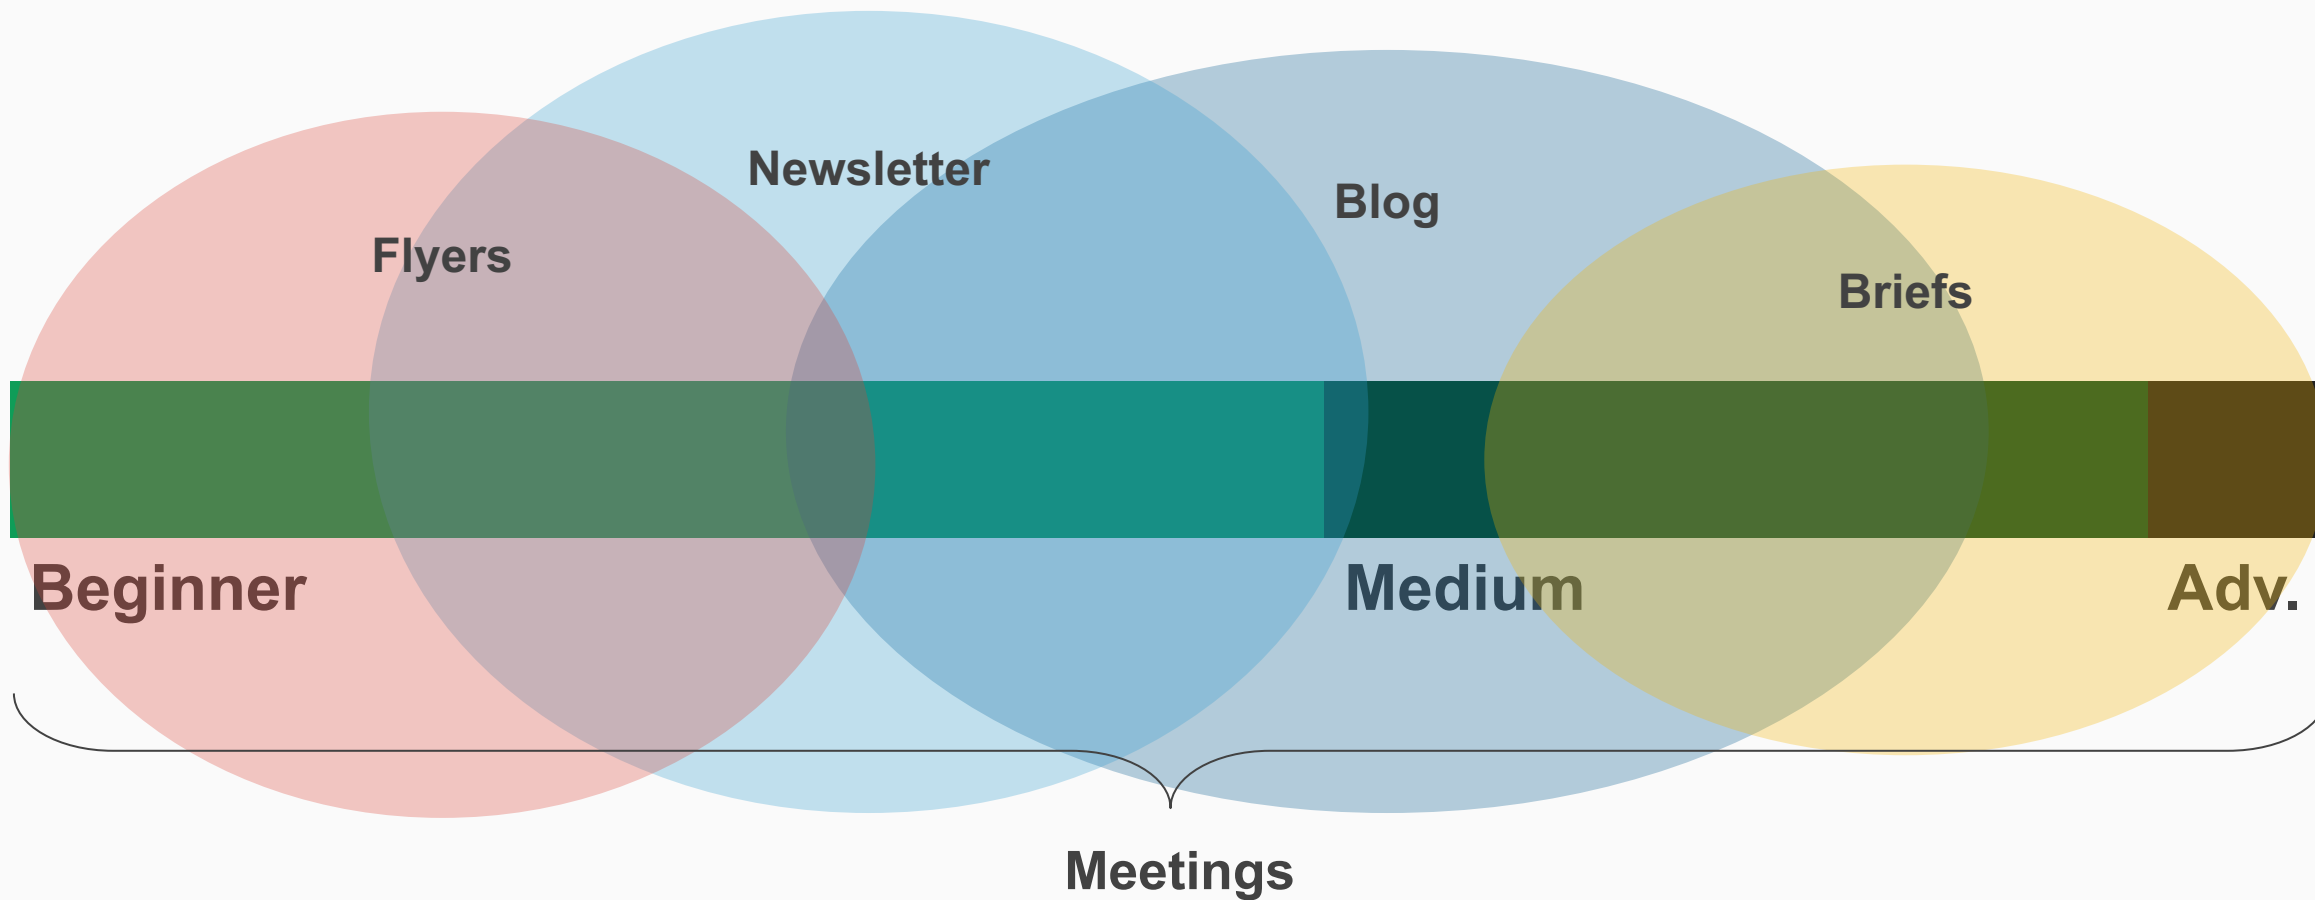 Newsletter
Blog
Flyers
Briefs
Beginner
Medium
Adv.
Meetings